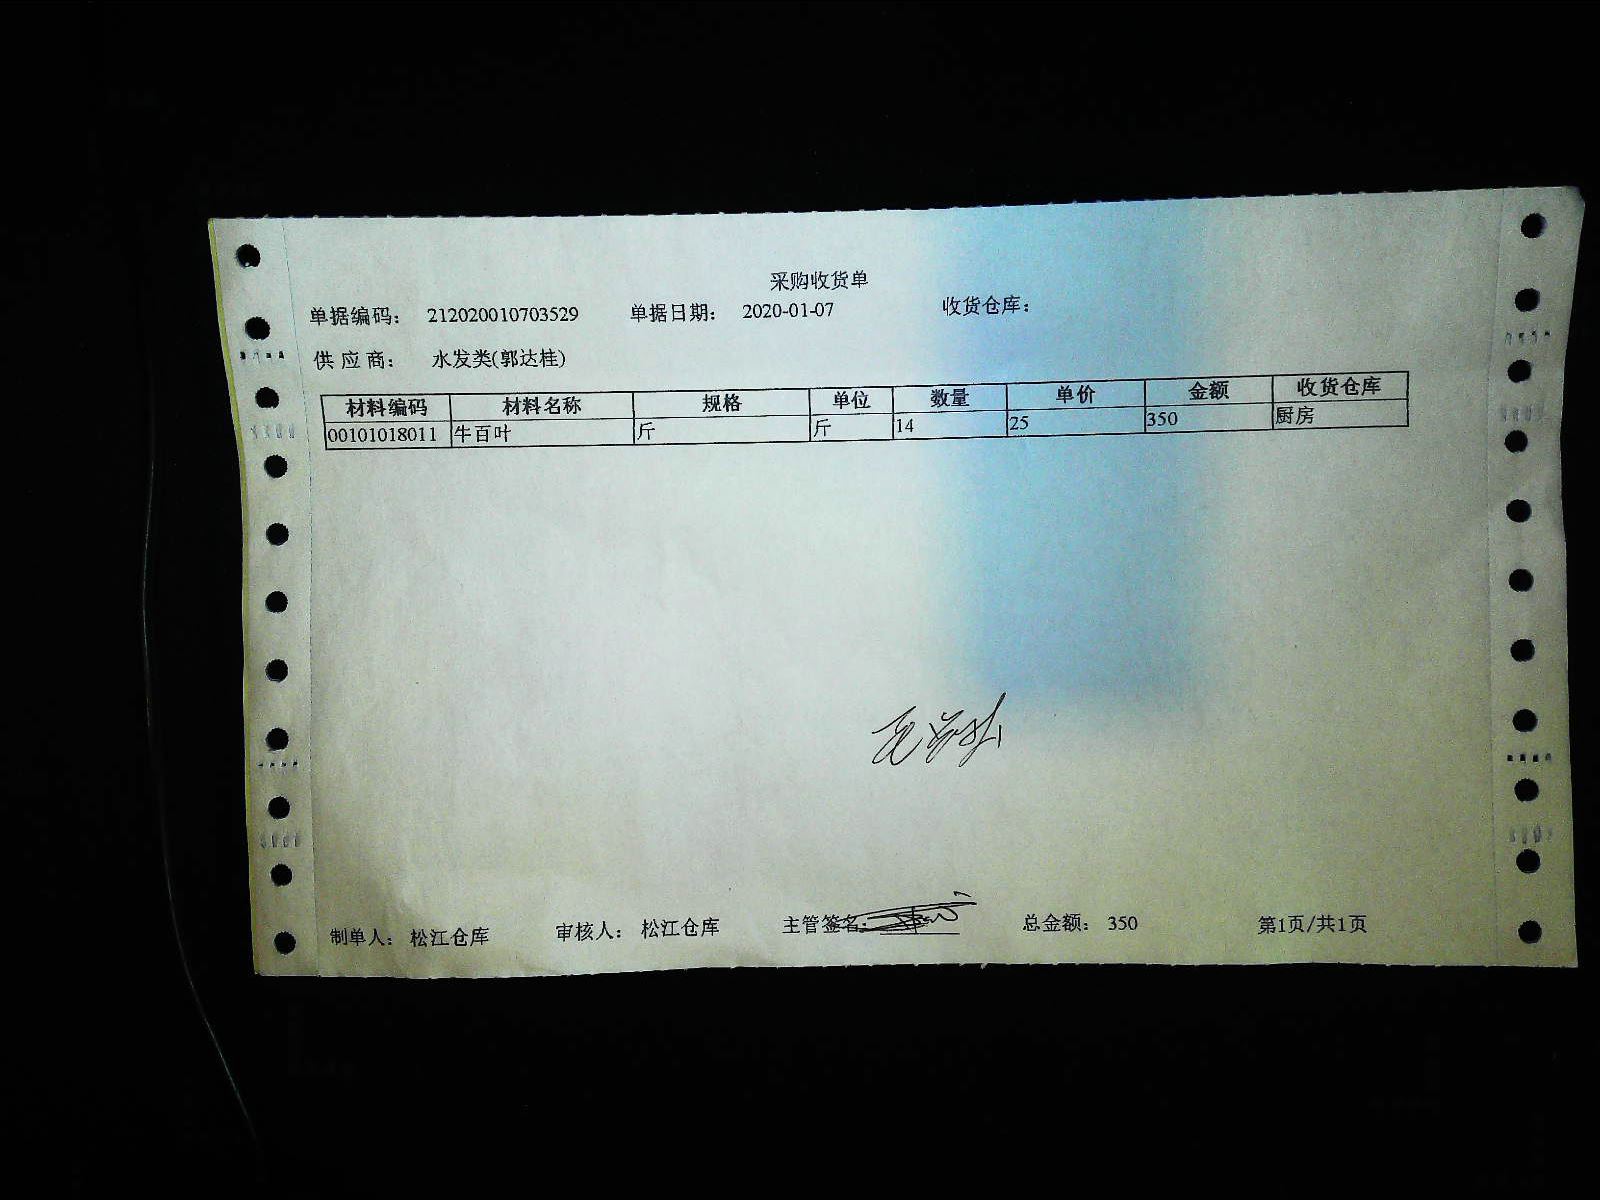 采购收货单
单据编码： 212020010703529 单据日期： 2020-01-07 收货仓库：
供应商： 水发类(郭达桂)
材料编码 材料名称 规格 单位 数量 单价 金额 收货仓库
00101018011 牛百叶 斤 斤 14 25 350 厨房
制单人： 松江仓库 审核人： 松江仓库 主管签名： 总金额： 350 第1页/共1页